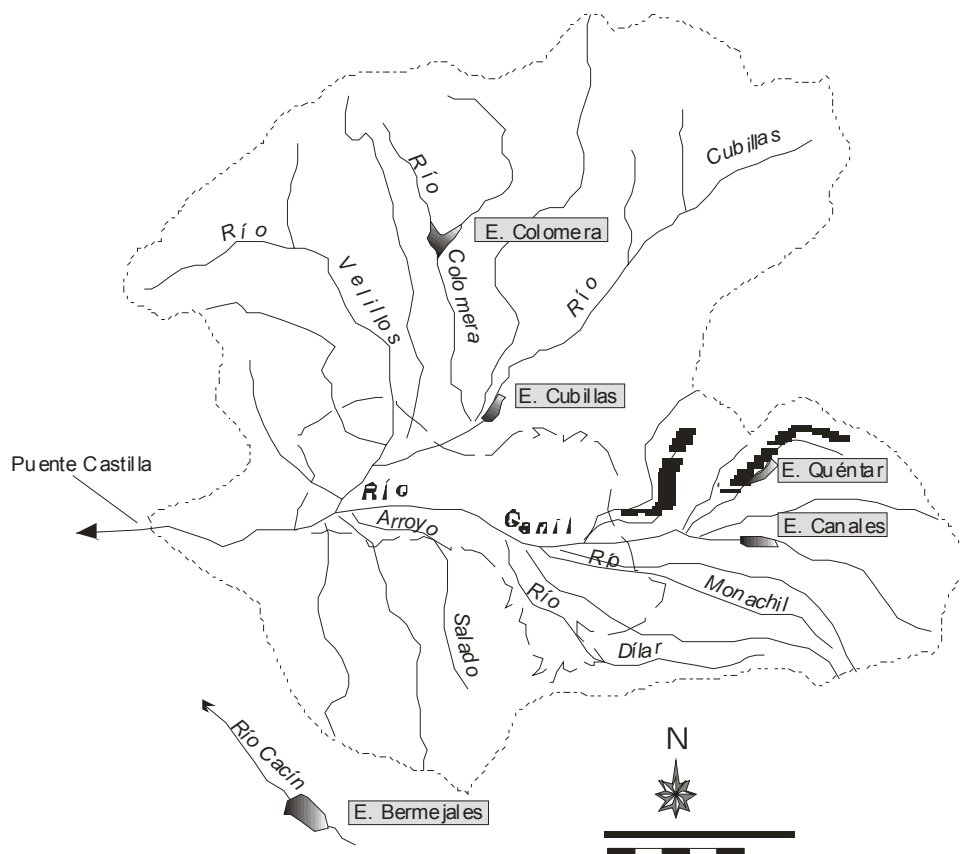 Río
Cubillas
Río
E. Colomera
Río
Velillos
Colomera
Río
E. Cubillas
Puente Castilla
E. Quéntar
Río
Genil
Arroyo
E. Canales
Río
Monachil
Río
Salado
Dílar
Río Cacín
E. Bermejales
N